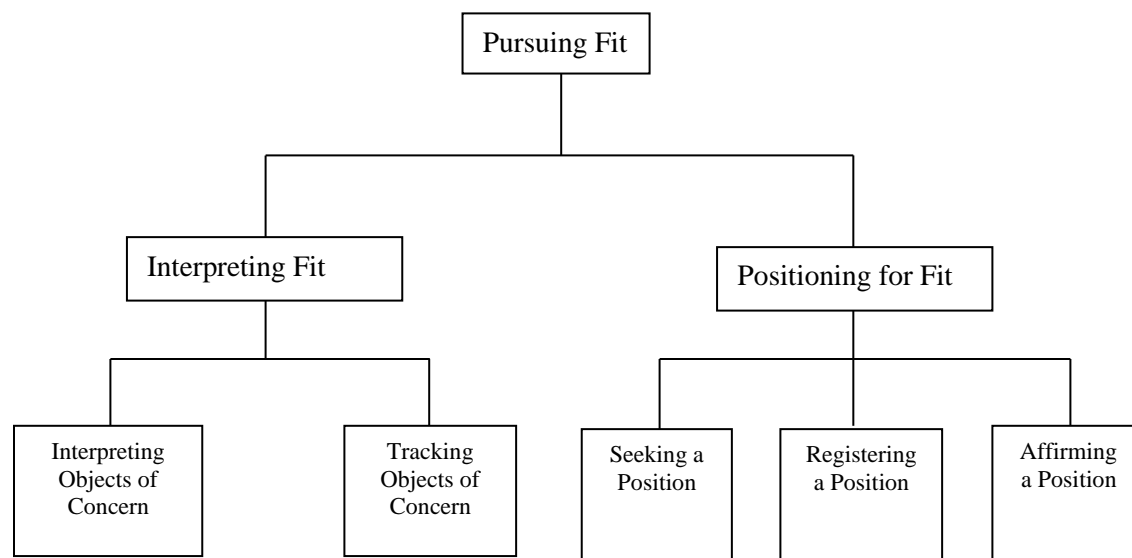 Pursuing Fit
Interpreting Fit
Positioning for Fit
Interpreting
Objects of
Concern
Tracking
Objects of
Concern
Seeking a
Position
Registering
a Position
Affirming
a Position